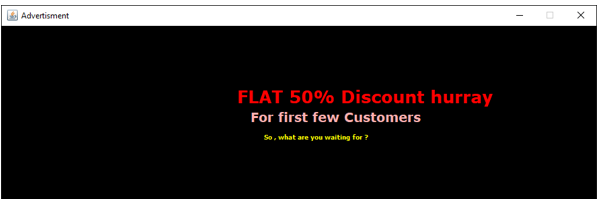 Advertisment
FLAT 50% Discount hurray
For first few Customers
So , what are you waiting for ?